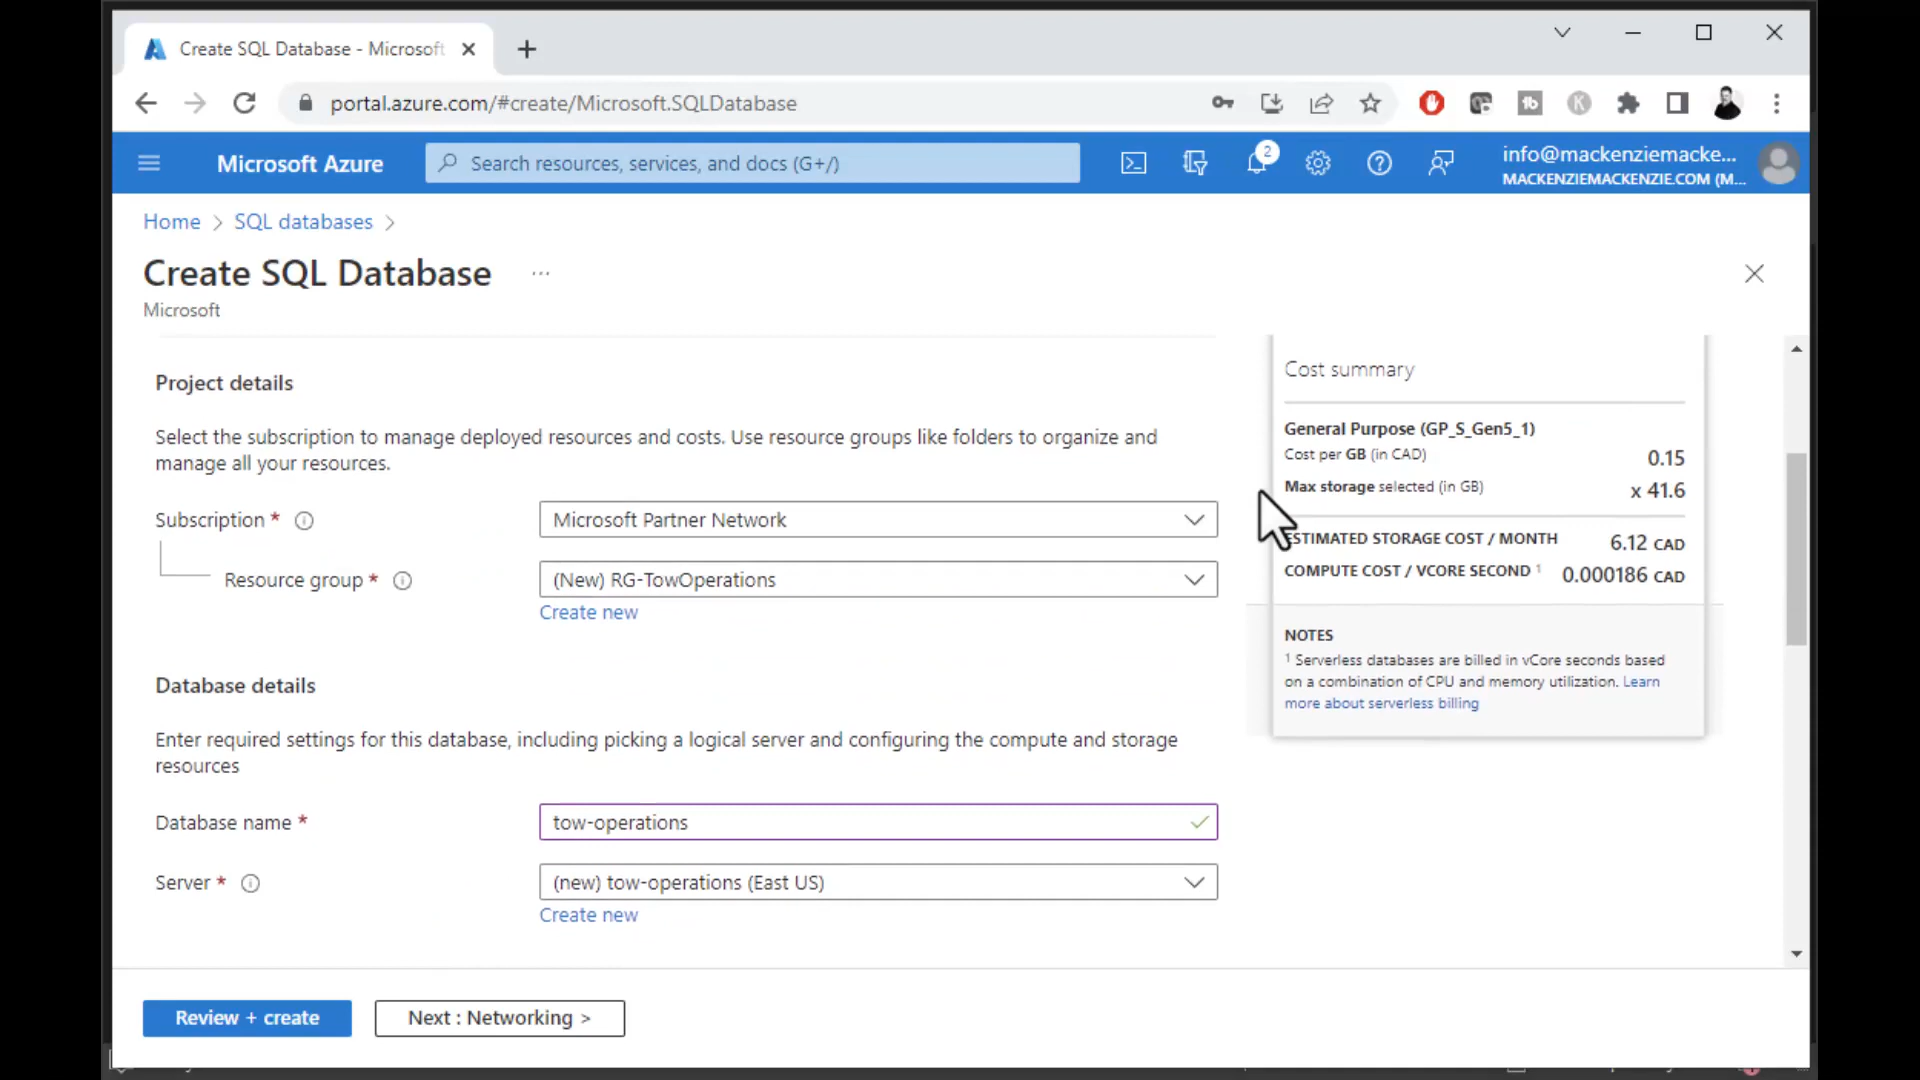 Create SQL Database - Microsoft
portal.azure.com/#create/Microsoft.SQLDatabase
Microsoft Azure
Search resources, services, and docs (G+/)
2
info@mackenziemacke...
MACKENZIEMACKENZIE.COM (M...
Home > SQL databases >
Create SQL Database ...
Microsoft
Project details
Select the subscription to manage deployed resources and costs. Use resource groups like folders to organize and
manage all your resources.
Subscription *
Microsoft Partner Network
Resource group *
(New) RG-TowOperations
Create new
Database details
Enter required settings for this database, including picking a logical server and configuring the compute and storage
resources
Database name *
tow-operations
Server *
(new) tow-operations (East US)
Create new
Cost summary
General Purpose (GP_S_Gen5_1)
Cost per GB (in CAD) 0.15
Max storage selected (in GB) x 41.6
ESTIMATED STORAGE COST / MONTH 6.12 CAD
COMPUTE COST / VCORE SECOND 1 0.000186 CAD
NOTES
1 Serverless databases are billed in vCore seconds based
on a combination of CPU and memory utilization. Learn
more about serverless billing
Review + create
Next : Networking >